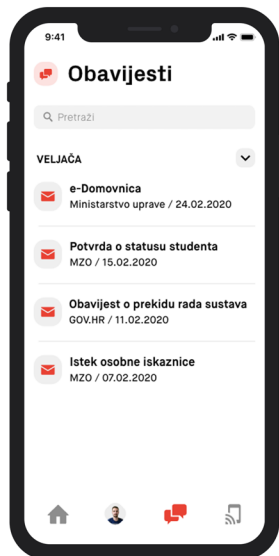 9:41
Obavijesti
Pretraži
VELJAČA
e-Domovnica
Ministarstvo uprave / 24.02.2020
Potvrda o statusu studenta
MZO / 15.02.2020
Obavijest o prekidu rada sustava
GOV.HR / 11.02.2020
Istek osobne iskaznice
MZO / 07.02.2020